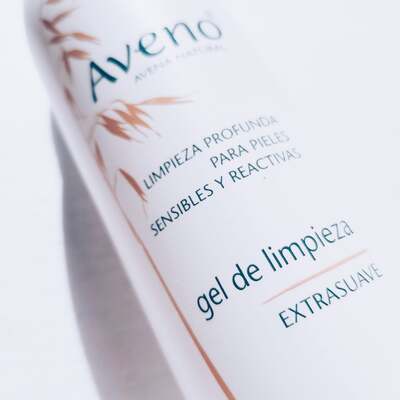 Aveno®
AVENA NATURAL
LIMPIEZA PROFUNDA
PARA PIELES
SENSIBLES Y REACTIVAS
gel de limpieza
EXTRASUAVE